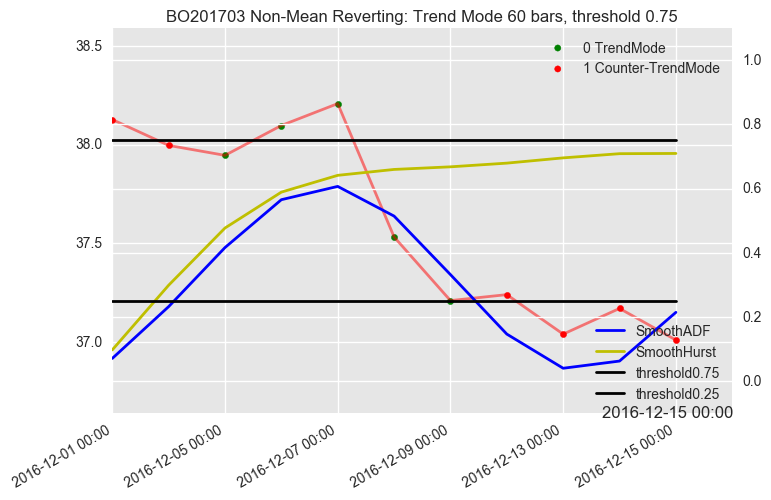 BO201703 Non-Mean Reverting: Trend Mode 60 bars, threshold 0.75
38.5
38.0
37.5
37.0
1.0
0.8
0.6
0.4
0.2
0.0
0 TrendMode
1 Counter-TrendMode
SmoothADF
SmoothHurst
threshold0.75
threshold0.25
2016-12-15 00:00
2016-12-01 00:00
2016-12-05 00:00
2016-12-07 00:00
2016-12-09 00:00
2016-12-13 00:00
2016-12-15 00:00